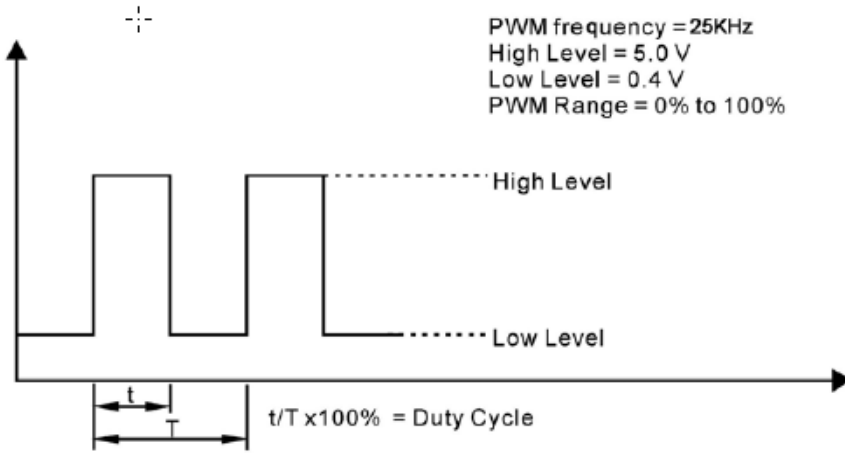 PWM frequency = 25KHz
High Level = 5.0 V
Low Level = 0.4 V
PWM Range = 0% to 100%
High Level
Low Level
t
T
t/T x100% = Duty Cycle